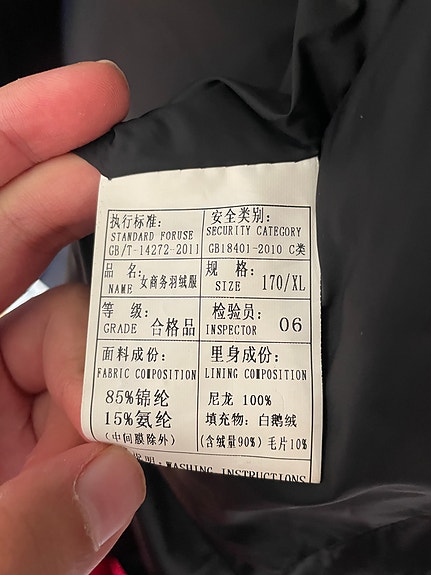 执行标准：
STANDARD FORUSE
GB/T-14272-2011
安全类别：
SECURITY CATEGORY
GB18401-2010 C类
品 名：女商务羽绒服
NAME
规 格：
SIZE 170/XL
等 级：
GRADE 合格品
检验员：
INSPECTOR 06
面料成份：
FABRIC COMPOSITION
85%锦纶
15%氨纶
(中间膜除外)
里身成份：
LINING COMPOSITION
尼龙 100%
填充物：白鹅绒
(含绒量90%) 毛片10%
说明：WASHING INSTRUCTIONS